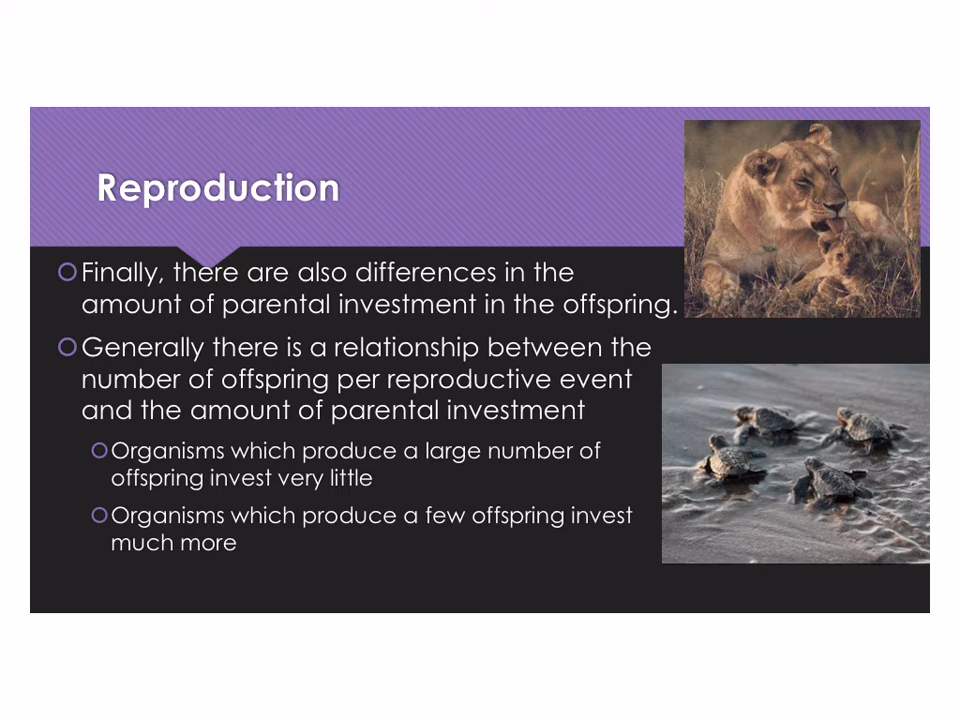 Reproduction
Finally, there are also differences in the
amount of parental investment in the offspring.
Generally there is a relationship between the
number of offspring per reproductive event
and the amount of parental investment
Organisms which produce a large number of
offspring invest very little
Organisms which produce a few offspring invest
much more